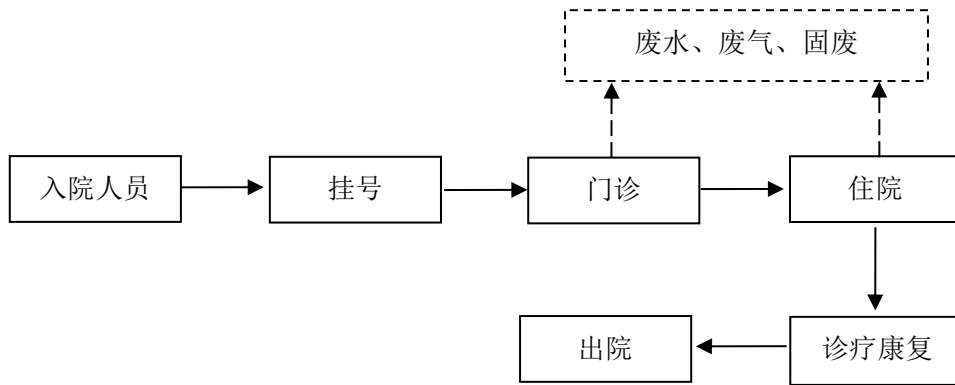 废水、废气、固废
入院人员
挂号
门诊
住院
出院
诊疗康复